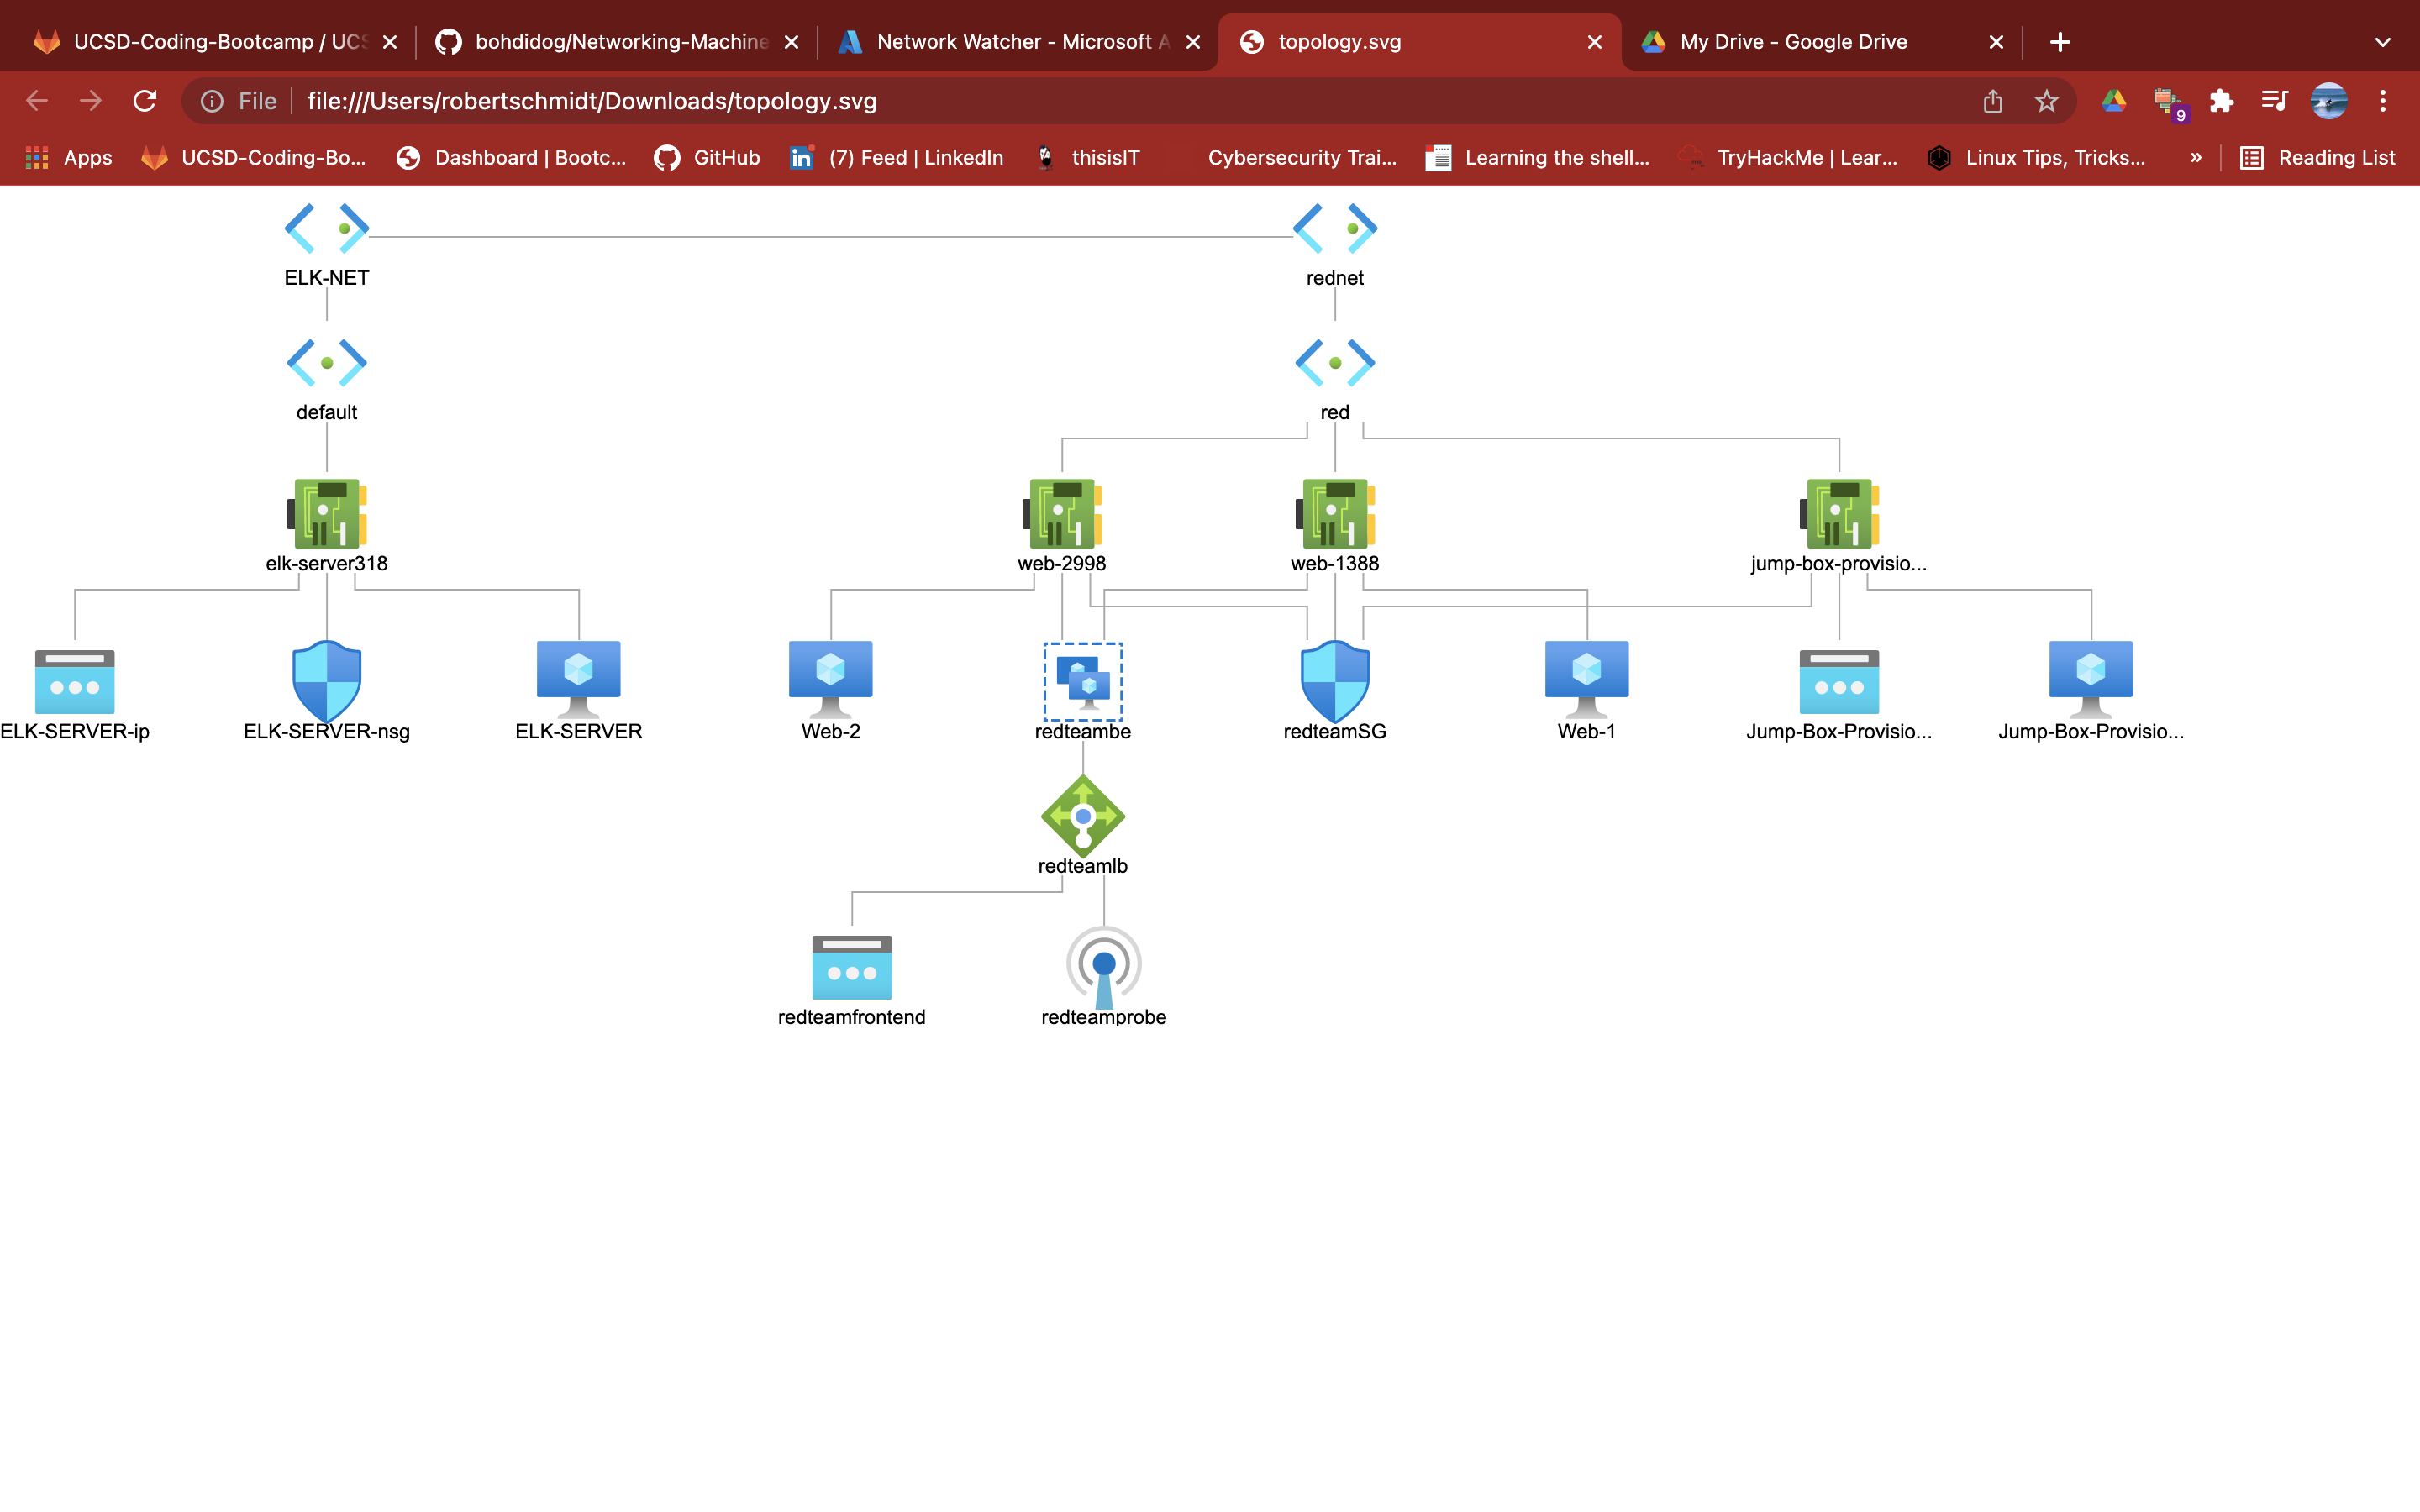 UCSD-Coding-Bootcamp / UCS
bohdidog/Networking-Machine
Network Watcher - Microsoft A
topology.svg
My Drive - Google Drive
File
file:///Users/robertschmidt/Downloads/topology.svg
9
Apps
UCSD-Coding-Bo...
Dashboard | Bootc...
GitHub
(7) Feed | LinkedIn
thisisIT
Cybersecurity Trai...
Learning the shell...
TryHackMe | Lear...
Linux Tips, Tricks...
»
Reading List
ELK-NET
rednet
default
red
elk-server318
web-2998
web-1388
jump-box-provisio...
ELK-SERVER-ip
ELK-SERVER-nsg
ELK-SERVER
Web-2
redteambe
redteamSG
Web-1
Jump-Box-Provisio...
Jump-Box-Provisio...
redteamlb
redteamfrontend
redteamprobe